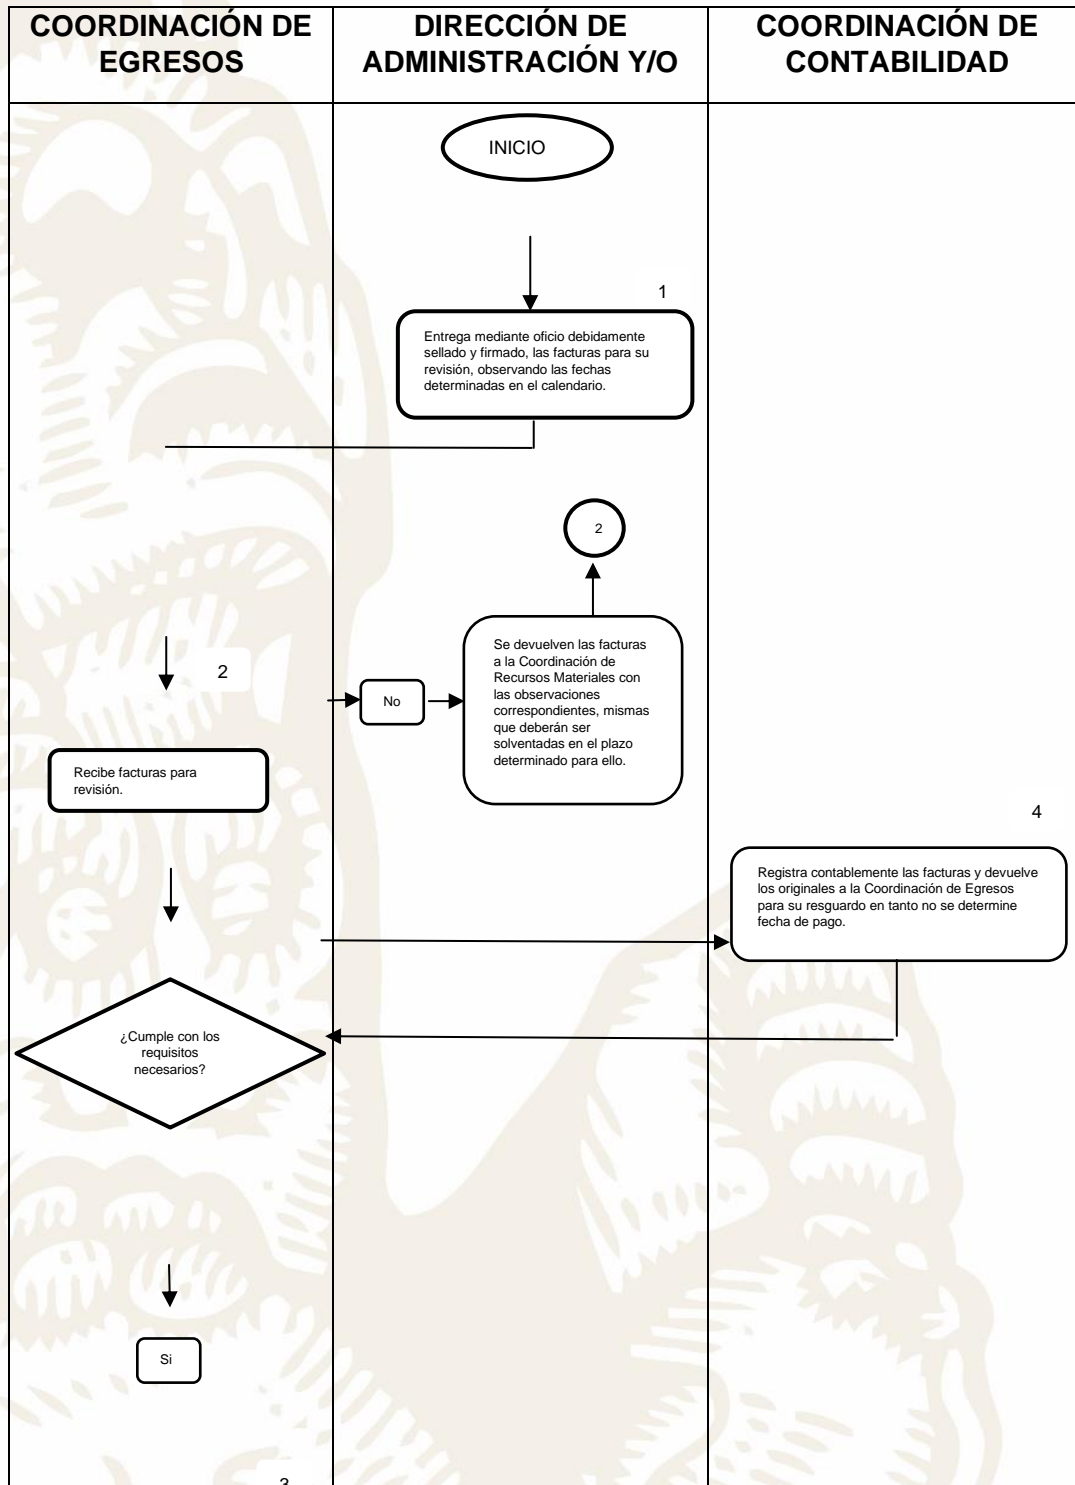 COORDINACIÓN DE
EGRESOS
DIRECCIÓN DE
ADMINISTRACIÓN Y/O
COORDINACIÓN DE
CONTABILIDAD
INICIO
1
Entrega mediante oficio debidamente
sellado y firmado, las facturas para su
revisión, observando las fechas
determinadas en el calendario.
2
Se devuelven las facturas
a la Coordinación de
Recursos Materiales con
las observaciones
correspondientes, mismas
que deberán ser
solventadas en el plazo
determinado para ello.
2
No
Recibe facturas para
revisión.
4
Registra contablemente las facturas y devuelve
los originales a la Coordinación de Egresos
para su resguardo en tanto no se determine
fecha de pago.
¿Cumple con los
requisitos
necesarios?
Si
3